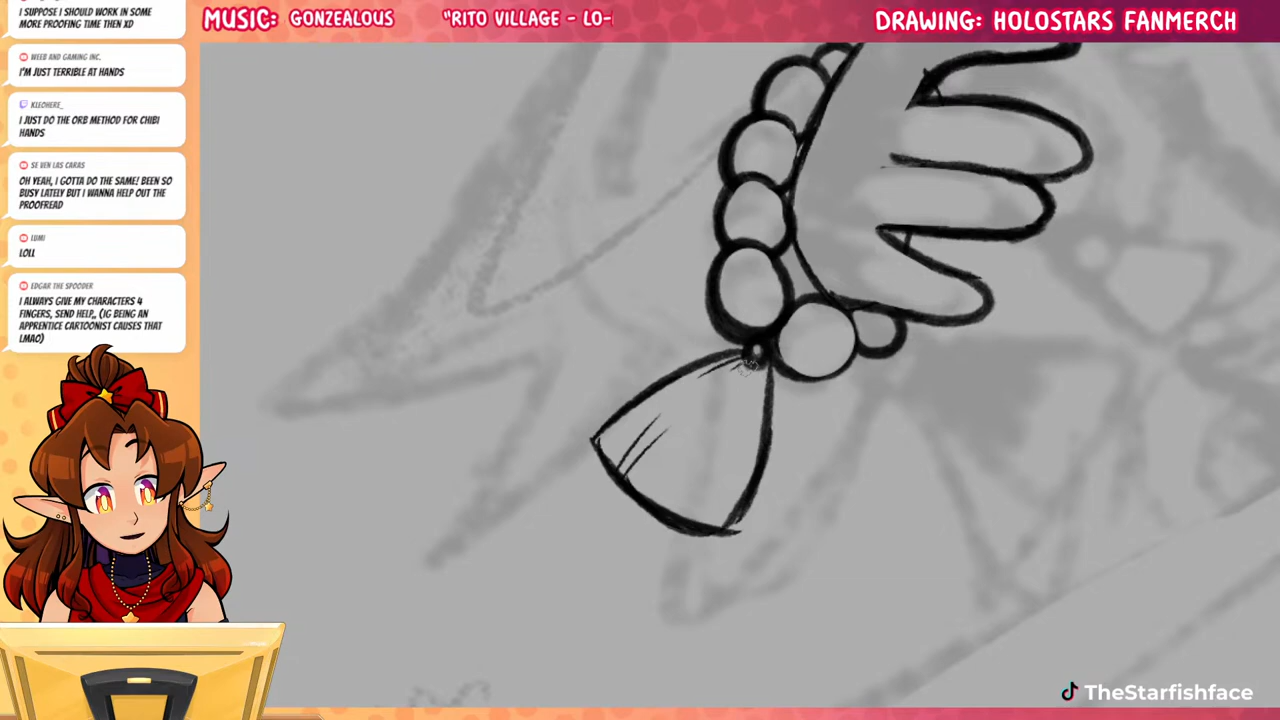 MUSIC: GONZEALOUS "RITO VILLAGE - LO-
DRAWING: HOLOSTARS FANMERCH
I SUPPOSE I SHOULD WORK IN SOME
MORE PROOFING TIME THEN XD
WEEB AND GAMING INC.
I'M JUST TERRIBLE AT HANDS
KLEOHERE_
I JUST DO THE ORB METHOD FOR CHIBI
HANDS
SE VEN LAS CARAS
OH YEAH, I GOTTA DO THE SAME! BEEN SO
BUSY LATELY BUT I WANNA HELP OUT THE
PROOFREAD
LUMI
LOLL
EDGAR THE SPOODER
I ALWAYS GIVE MY CHARACTERS 4
FINGERS, SEND HELP,, (IG BEING AN
APPRENTICE CARTOONIST CAUSES THAT
LMAO)
TheStarfishface